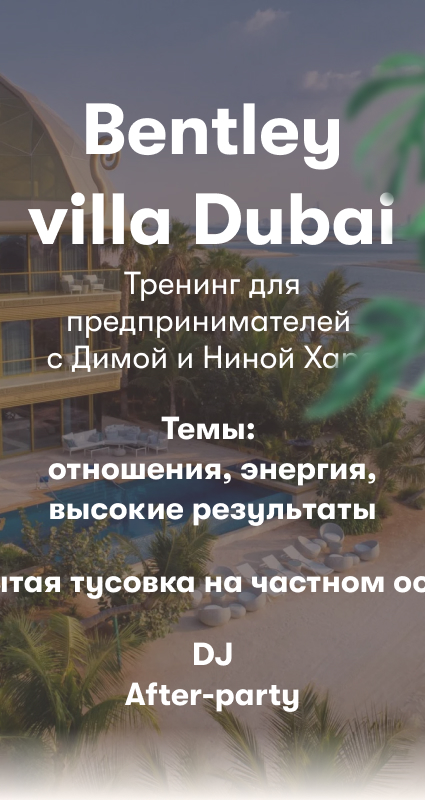 Bentley
villa Dubai
Тренинг для
предпринимателей
с Димой и Ниной
Темы:
отношения, энергия,
высокие результаты
тусовка на частном
DJ
After-party